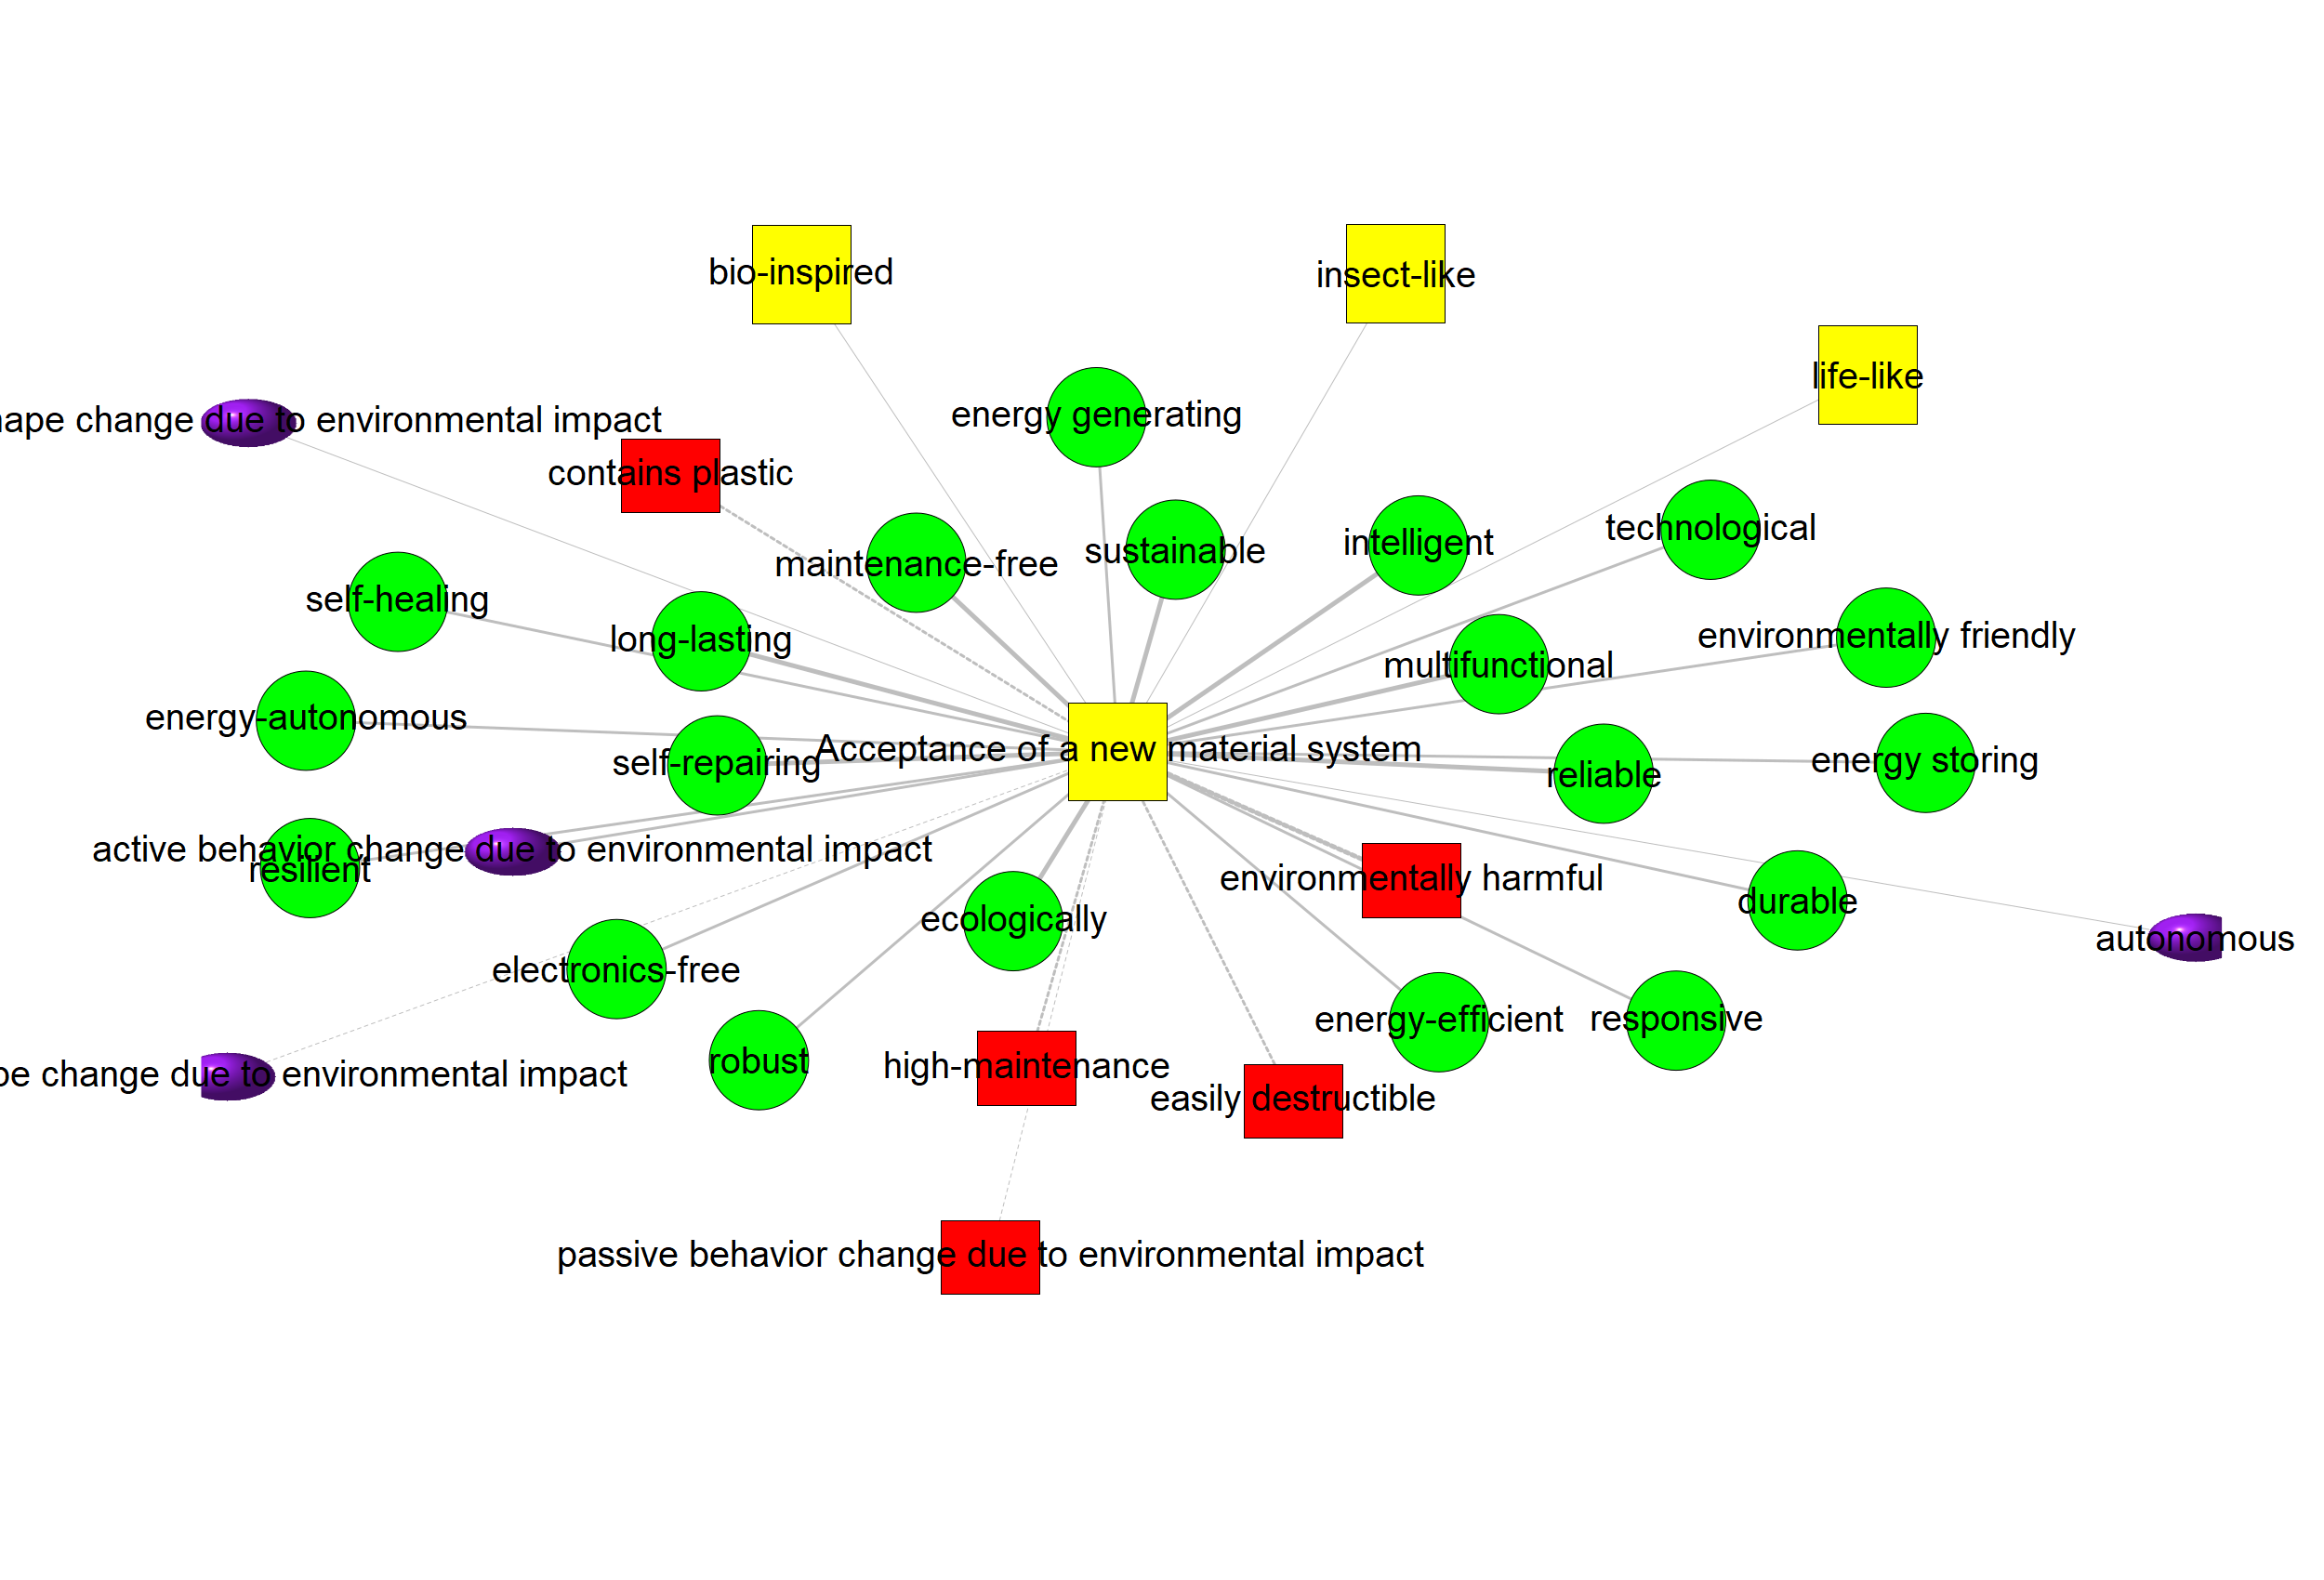 bio-inspired
insect-like
life-like
energy generating
change due to environmental impact
contains plastic
technological
intelligent
sustainable
maintenance-free
self-healing
long-lasting
environmentally friendly
multifunctional
energy-autonomous
Acceptance of a new material system
self-repairing
energy storing
reliable
active behavior change due to environmental impact
resilient
environmentally harmful
durable
ecologically
autonomous
electronics-free
energy-efficient
responsive
robust
high-maintenance
change due to environmental impact
easily destructible
passive behavior change due to environmental impact